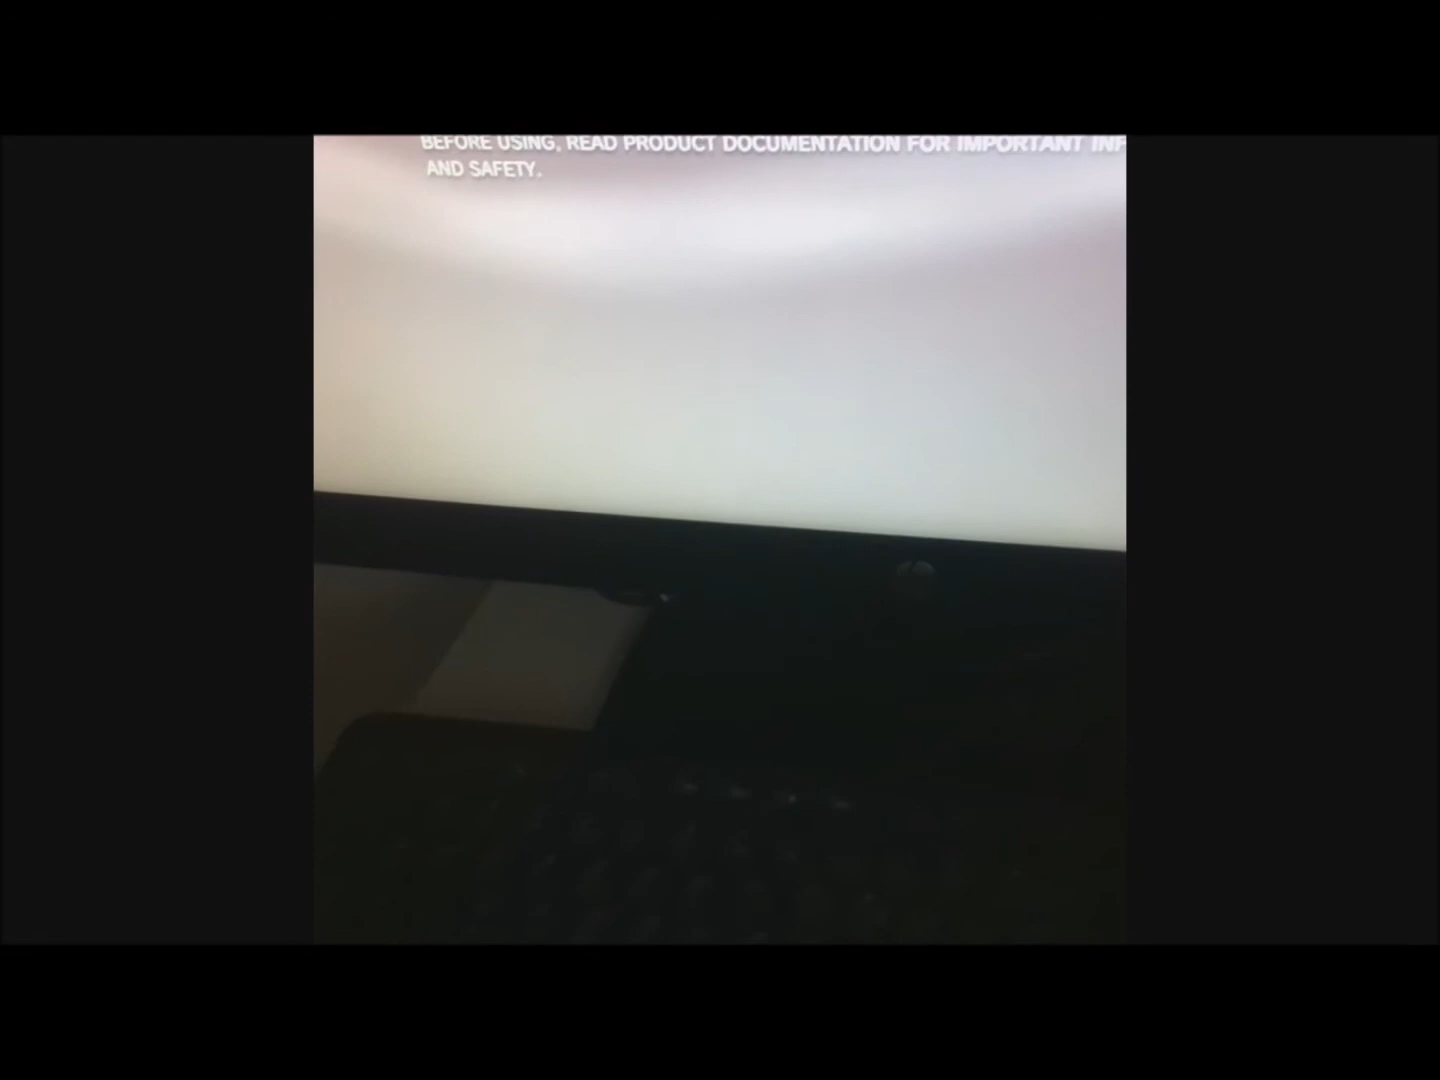 BEFORE USING, READ PRODUCT DOCUMENTATION FOR IMPORTANT
AND SAFETY.